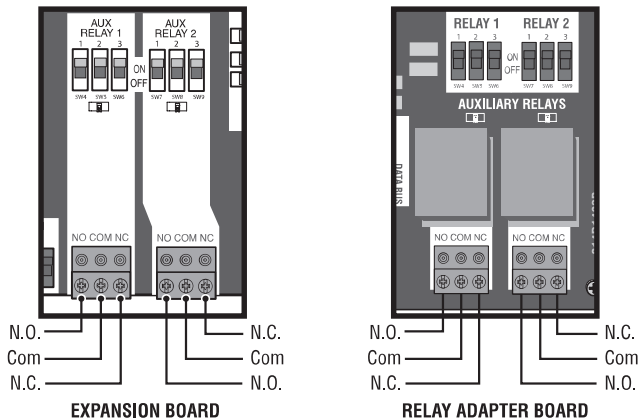 AUX
RELAY 1
AUX
RELAY 2
1 2 3
1 2 3
ON
OFF
SW4 SW5 SW6
SW7 SW8 SW9
NO COM NC
NO COM NC
N.O.
Com
N.C.
N.C.
Com
N.O.
EXPANSION BOARD
RELAY 1
RELAY 2
1 2 3
1 2 3
ON
OFF
SW4 SW5 SW6
SW7 SW8 SW9
AUXILIARY RELAYS
DATA BUS
NO COM NC
NO COM NC
N.O.
Com
N.C.
N.C.
Com
N.O.
RELAY ADAPTER BOARD